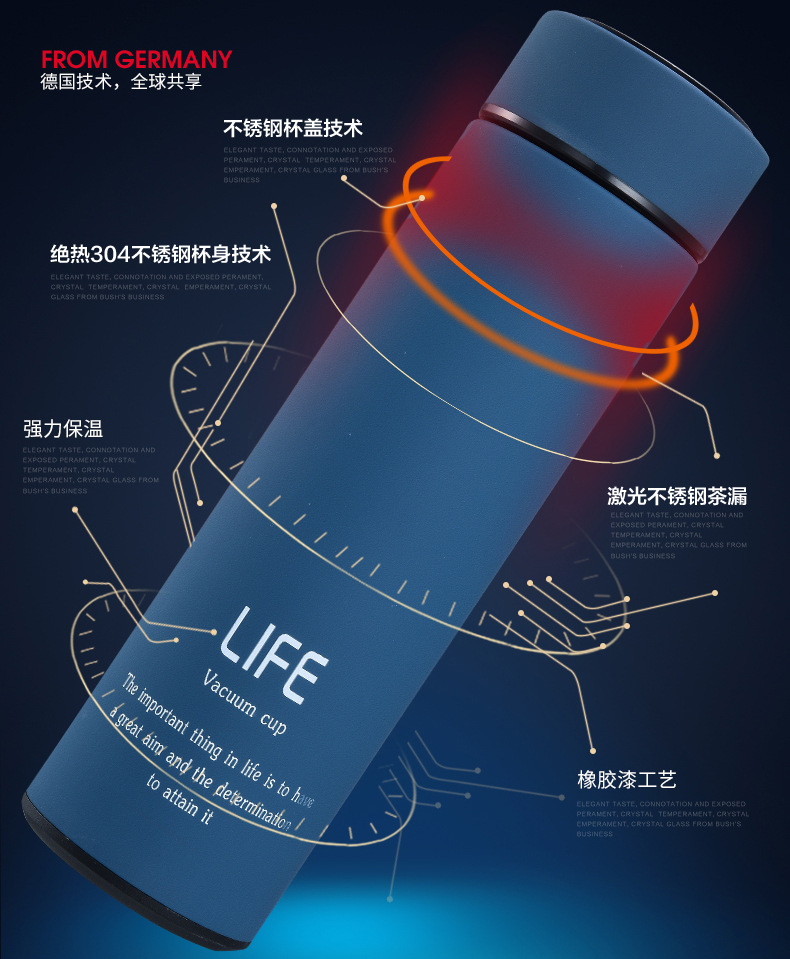 FROM GERMANY
德国技术，全球共享
不锈钢杯盖技术
ELEGANT TASTE, CONNOTATION AND EXPOSED
PERAMENT, CRYSTAL TEMPERAMENT, CRYSTAL
EMPERAMENT, CRYSTAL GLASS FROM BUSH'S
BUSINESS
绝热304不锈钢杯身技术
ELEGANT TASTE, CONNOTATION AND EXPOSED PERAMENT,
CRYSTAL TEMPERAMENT, CRYSTAL EMPERAMENT, CRYSTAL
GLASS FROM BUSH'S BUSINESS
强力保温
ELEGANT TASTE, CONNOTATION AND
EXPOSED PERAMENT, CRYSTAL
TEMPERAMENT, CRYSTAL
EMPERAMENT, CRYSTAL GLASS FROM
BUSH'S BUSINESS
激光不锈钢茶漏
ELEGANT TASTE, CONNOTATION AND
EXPOSED PERAMENT, CRYSTAL
TEMPERAMENT, CRYSTAL
EMPERAMENT, CRYSTAL GLASS FROM
BUSH'S BUSINESS
LIFE
Vacuum cup
The important thing in life is to have
a great aim and the determination
to attain it
橡胶漆工艺
ELEGANT TASTE, CONNOTATION AND EXPOSED
PERAMENT, CRYSTAL TEMPERAMENT, CRYSTAL
EMPERAMENT, CRYSTAL GLASS FROM BUSH'S
BUSINESS